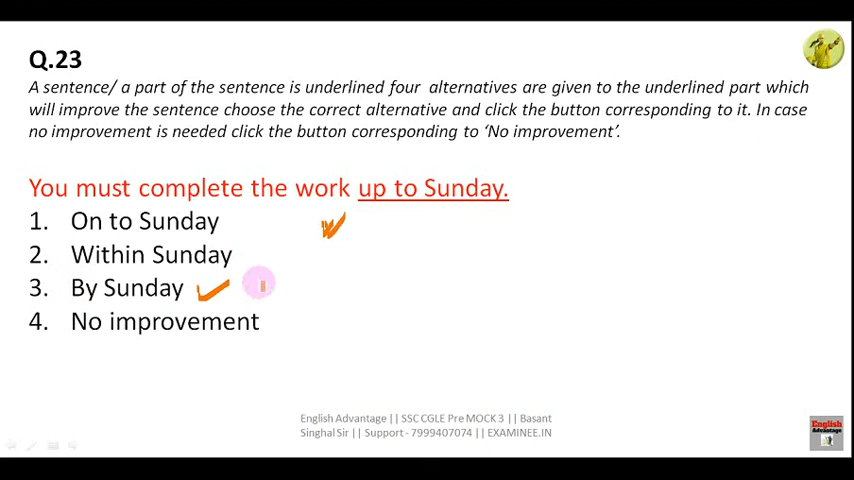 Q.23
A sentence/ a part of the sentence is underlined four alternatives are given to the underlined part which
will improve the sentence choose the correct alternative and click the button corresponding to it. In case
no improvement is needed click the button corresponding to ‘No improvement’.
You must complete the work up to Sunday.
1. On to Sunday
2. Within Sunday
3. By Sunday
4. No improvement
English Advantage || SSC CGLE Pre MOCK 3 || Basant
Singhal Sir || Support - 7999407074 || EXAMINEE.IN
English
Advantage